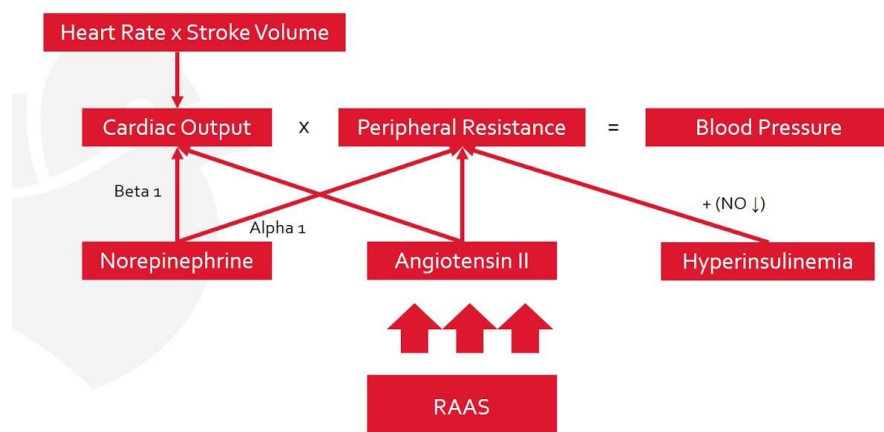 Heart Rate x Stroke Volume
Cardiac Output x Peripheral Resistance = Blood Pressure
Beta 1
+ (NO ↓)
Alpha 1
Norepinephrine Angiotensin II Hyperinsulinemia
RAAS